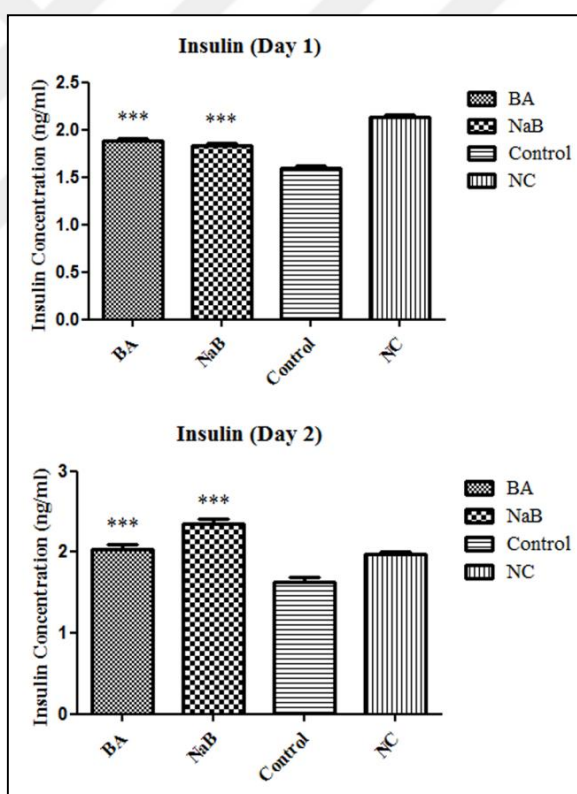 Insulin (Day 1)
Insulin Concentration (ng/ml)
2.5
2.0
1.5
1.0
0.5
0.0
***
***
BA
NaB
Control
NC
BA
NaB
Control
NC
Insulin (Day 2)
Insulin Concentration (ng/ml)
3
2
1
0
***
***
BA
NaB
Control
NC
BA
NaB
Control
NC